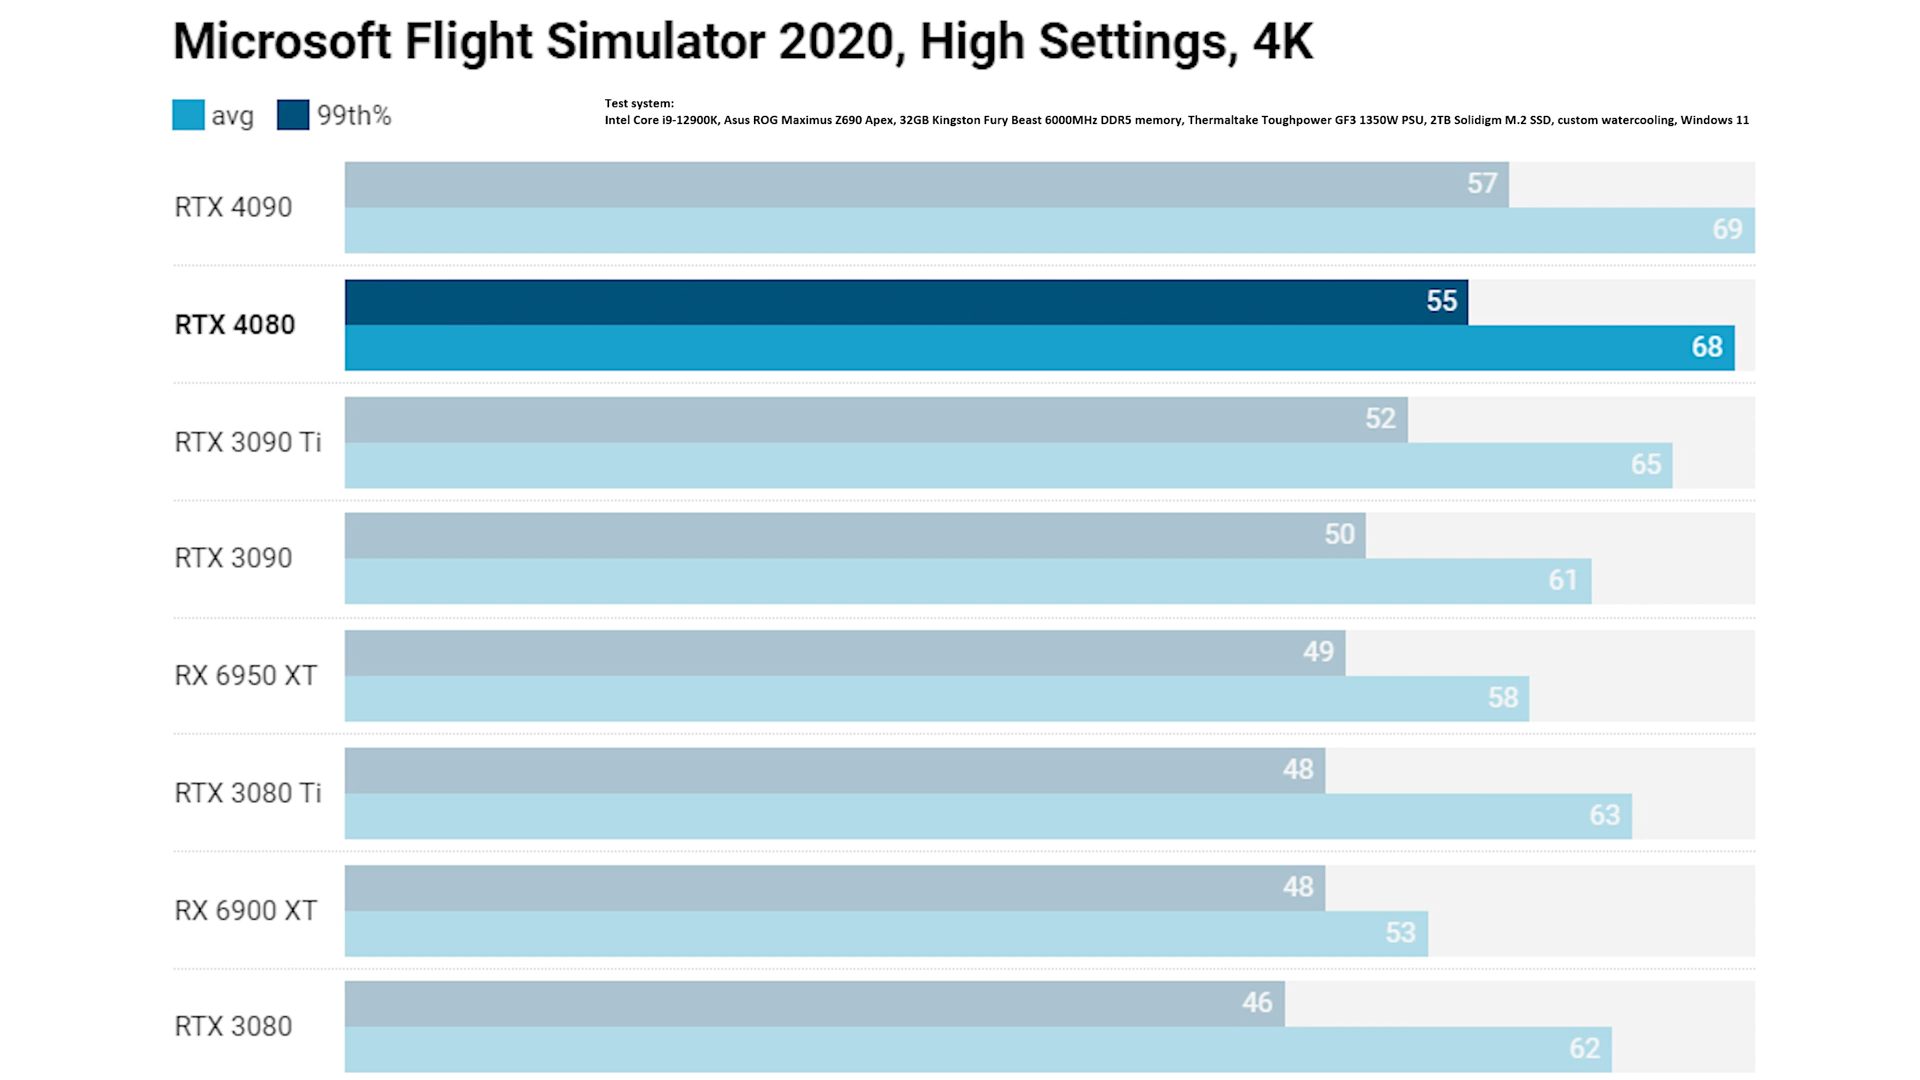 Microsoft Flight Simulator 2020, High Settings, 4K
avg 99th%
Test system:
Intel Core i9-12900K, Asus ROG Maximus Z690 Apex, 32GB Kingston Fury Beast 6000MHz DDR5 memory, Thermaltake Toughpower GF3 1350W PSU, 2TB Solidigm M.2 SSD, custom watercooling, Windows 11
RTX 4090
57
69
RTX 4080
55
68
RTX 3090 Ti
52
65
RTX 3090
50
61
RX 6950 XT
49
58
RTX 3080 Ti
48
63
RX 6900 XT
48
53
RTX 3080
46
62